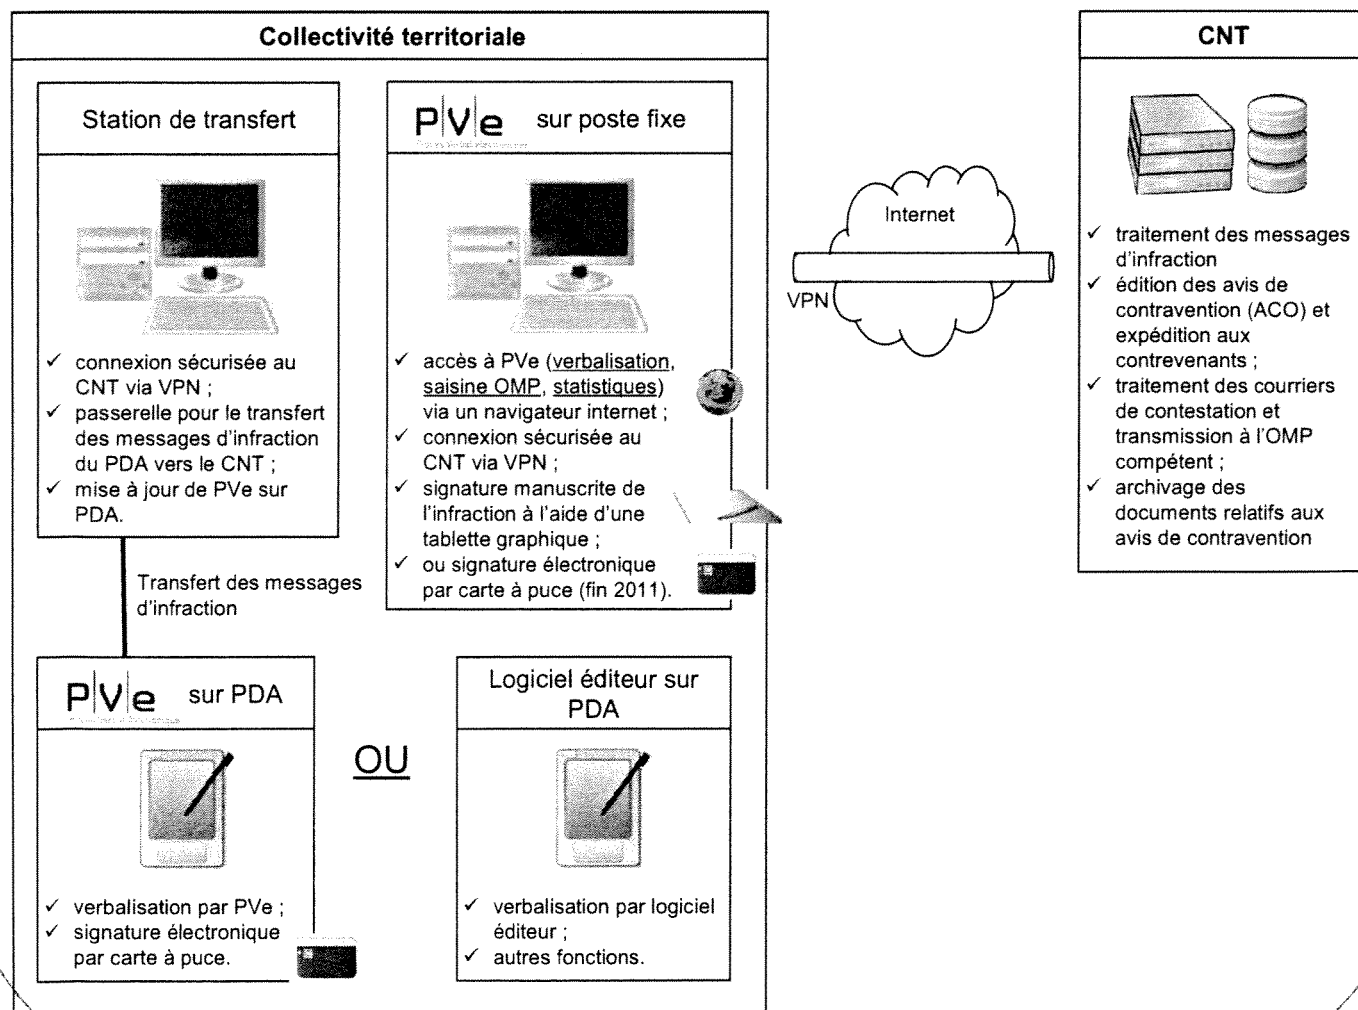 Collectivité territoriale
Station de transfert
✓ connexion sécurisée au
CNT via VPN ;
✓ passerelle pour le transfert
des messages d'infraction
du PDA vers le CNT ;
✓ mise à jour de PVe sur
PDA.
PVe sur poste fixe
✓ accès à PVe (verbalisation,
saisine OMP, statistiques)
via un navigateur internet ;
✓ connexion sécurisée au
CNT via VPN ;
✓ signature manuscrite de
l'infraction à l'aide d'une
tablette graphique ;
✓ ou signature électronique
par carte à puce (fin 2011).
Transfert des messages
d'infraction
PVe sur PDA
✓ verbalisation par PVe ;
✓ signature électronique
par carte à puce.
OU
Logiciel éditeur sur
PDA
✓ verbalisation par logiciel
éditeur ;
✓ autres fonctions.
Internet
VPN
CNT
✓ traitement des messages
d'infraction
✓ édition des avis de
contravention (ACO) et
expédition aux
contrevenants ;
✓ traitement des courriers
de contestation et
transmission à l'OMP
compétent ;
✓ archivage des
documents relatifs aux
avis de contravention